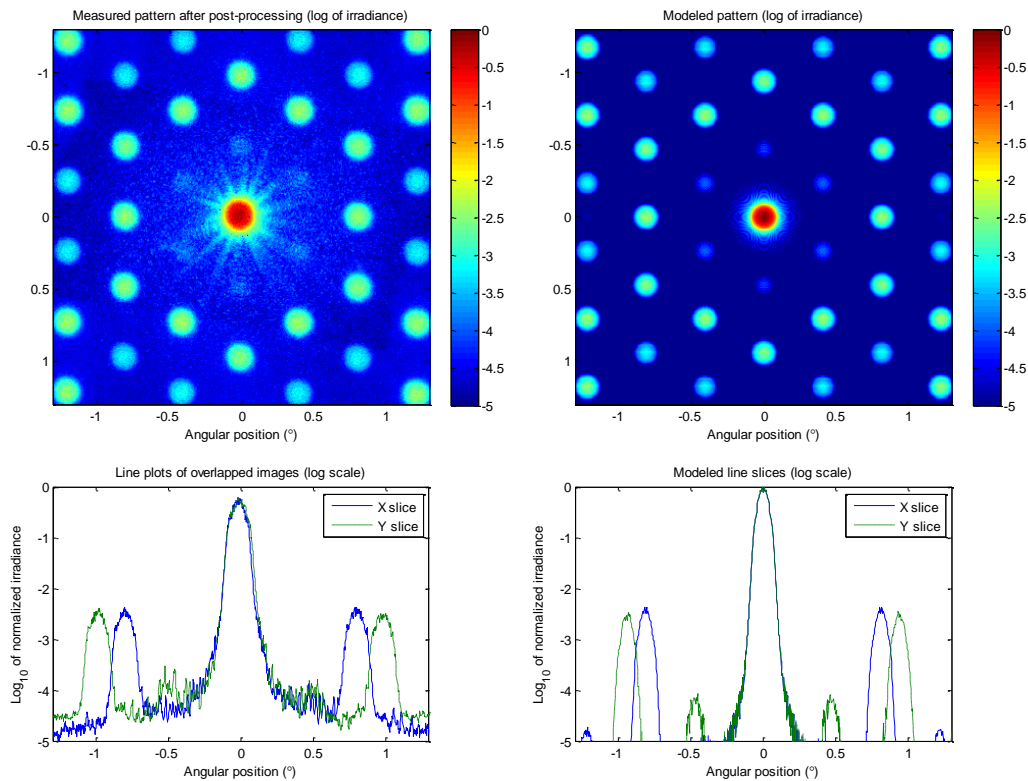 Measured pattern after post-processing (log of irradiance)
-1
-0.5
0
0.5
1
-1 -0.5 0 0.5 1
Angular position (°)
0
-0.5
-1
-1.5
-2
-2.5
-3
-3.5
-4
-4.5
-5
Modeled pattern (log of irradiance)
-1
-0.5
0
0.5
1
-1 -0.5 0 0.5 1
Angular position (°)
0
-0.5
-1
-1.5
-2
-2.5
-3
-3.5
-4
-4.5
-5
Line plots of overlapped images (log scale)
Log10 of normalized irradiance
0
-1
-2
-3
-4
-5
-1 -0.5 0 0.5 1
Angular position (°)
X slice
Y slice
Modeled line slices (log scale)
Log10 of normalized irradiance
0
-1
-2
-3
-4
-5
-1 -0.5 0 0.5 1
Angular position (°)
X slice
Y slice